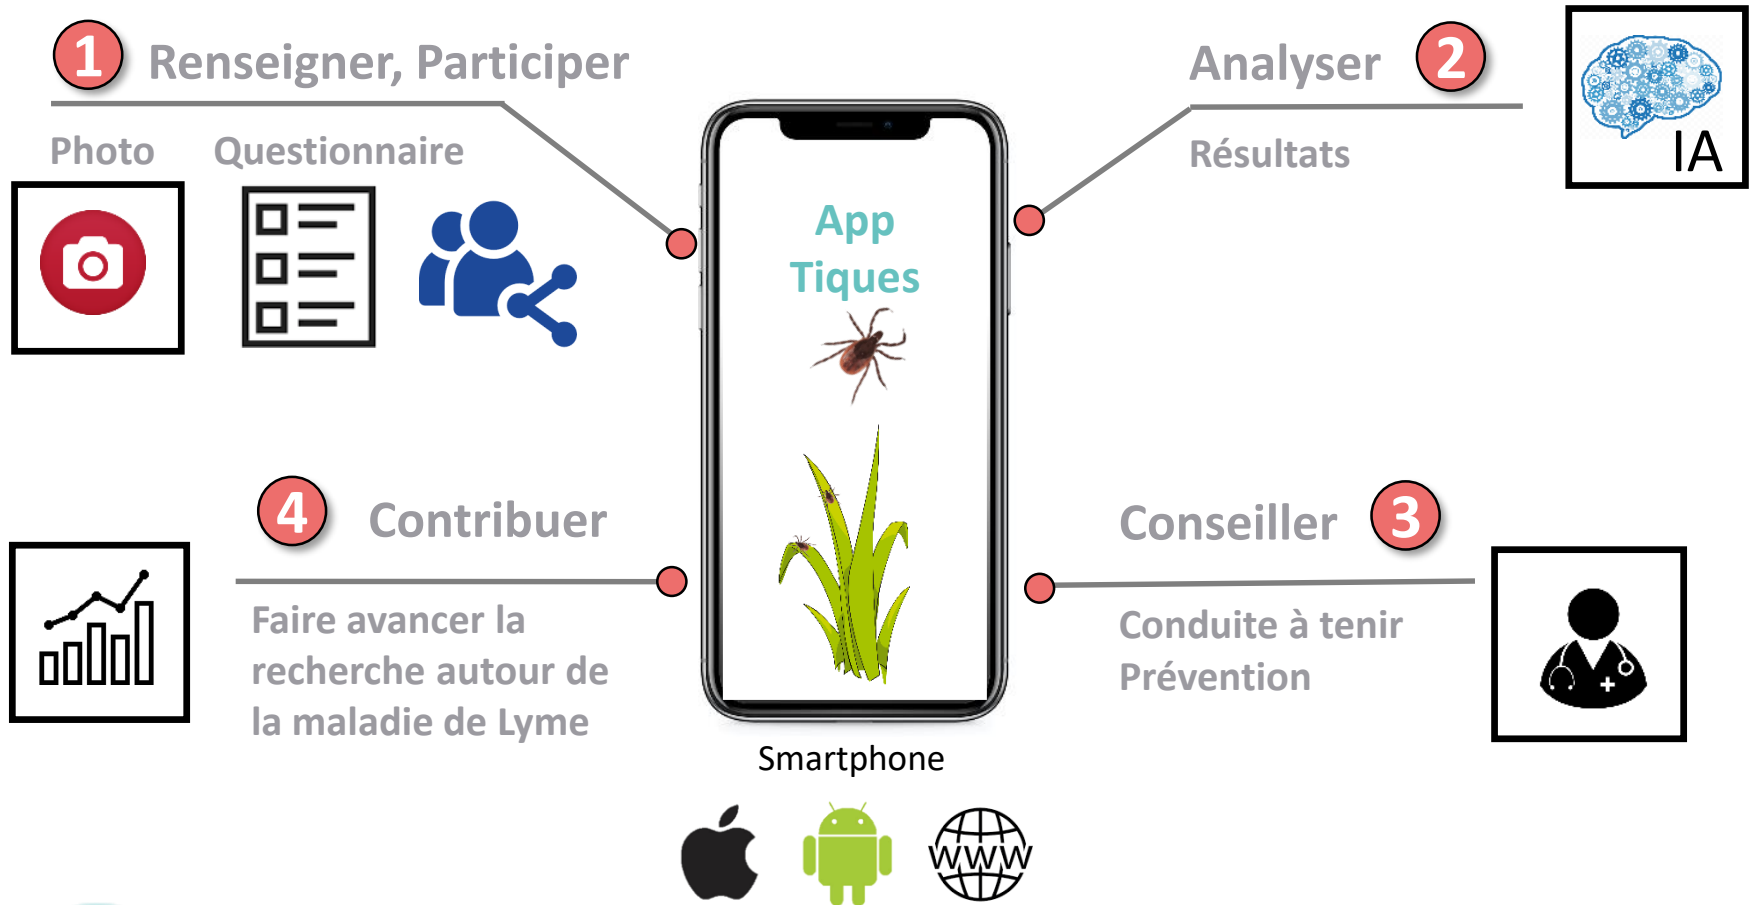 1 Renseigner, Participer
Photo
Questionnaire
Analyser 2
Résultats
IA
App
Tiques
4 Contribuer
Faire avancer la
recherche autour de
la maladie de Lyme
Conseiller 3
Conduite à tenir
Prévention
Smartphone
WWW